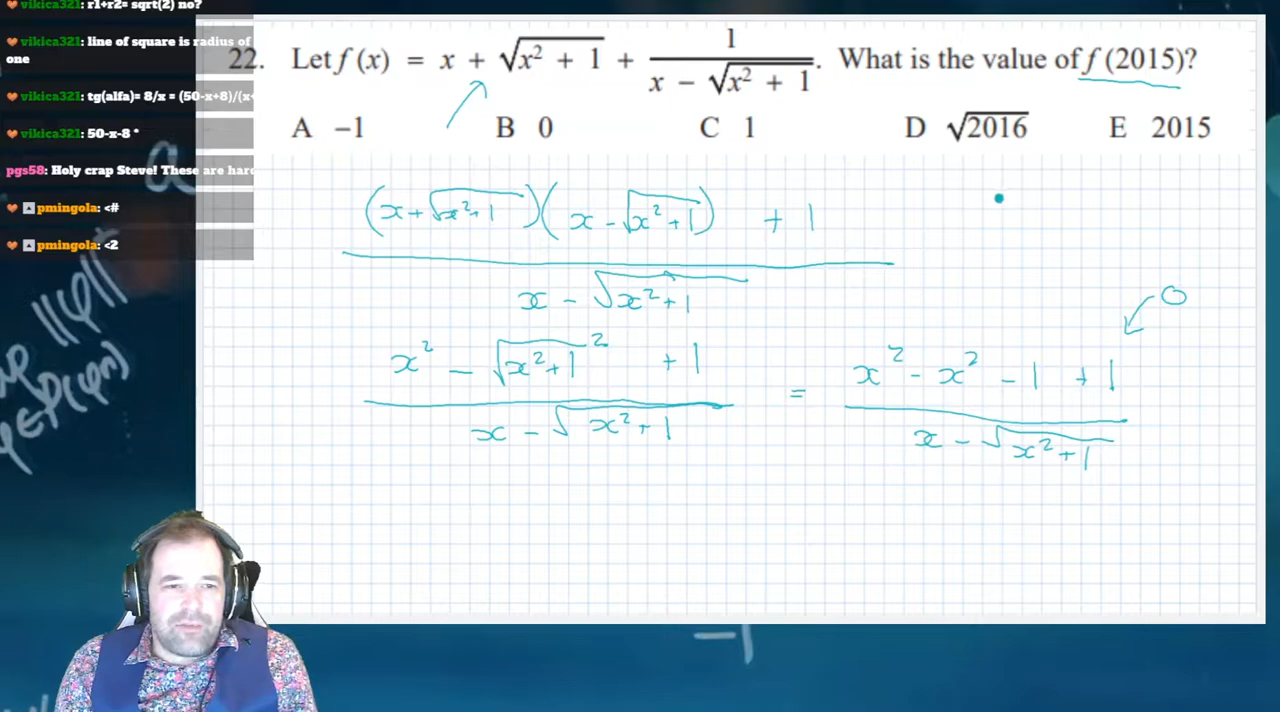 vikica321: r1+r2= sqrt(2) no?
vikica321: line of square is radius of
one
vikica321: tg(alfa)= 8/x = (50-x+8)/(x+
vikica321: 50-x-8 *
pgs58: Holy crap Steve! These are hard
pmingola: <#
pmingola: <2
22. Let f (x) = x + √(x² + 1) + 1/(x − √(x² + 1)). What is the value of f (2015)?
A −1 B 0 C 1 D √2016 E 2015
(x + √(x²+1))(x − √(x²+1)) + 1
x − √(x²+1)
0
x² − √(x²+1)² + 1
x − √(x²+1)
= x² − x² − 1 + 1
x − √(x²+1)
||φ||
−1